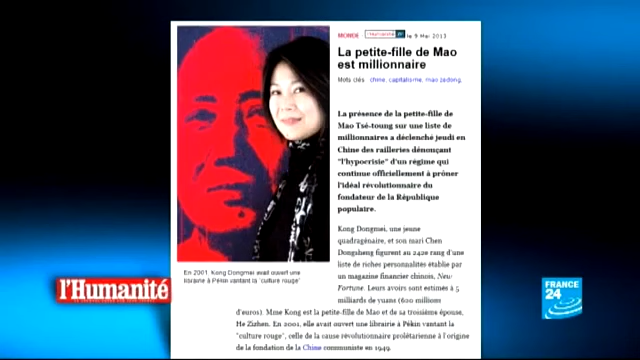 MONDE - l'Humanité le 9 Mai 2013
La petite-fille de Mao
est millionnaire
Mots clés chine, capitalisme, mao zedong,
La présence de la petite-fille de
Mao Tsé-toung sur une liste de
millionnaires a déclenché jeudi en
Chine des railleries dénonçant
"l'hypocrisie" d'un régime qui
continue officiellement à prôner
l'idéal révolutionnaire du
fondateur de la République
populaire.
Kong Dongmei, une jeune
quadragénaire, et son mari Chen
Dongsheng figurent au 242e rang d'une
liste de riches personnalités établie par
un magazine financier chinois, New
Fortune. Leurs avoirs sont estimés à 5
milliards de yuans (600 millions
d'euros). Mme Kong est la petite-fille de Mao et de sa troisième épouse,
He Zizhen. En 2001, elle avait ouvert une librairie à Pékin vantant la
"culture rouge", celle de la cause révolutionnaire prolétarienne à l'origine
de la fondation de la Chine communiste en 1949.
En 2001 Kong Dongmei avait ouvert une
librairie à Pékin vantant la "culture rouge"
l'Humanité
FRANCE
24